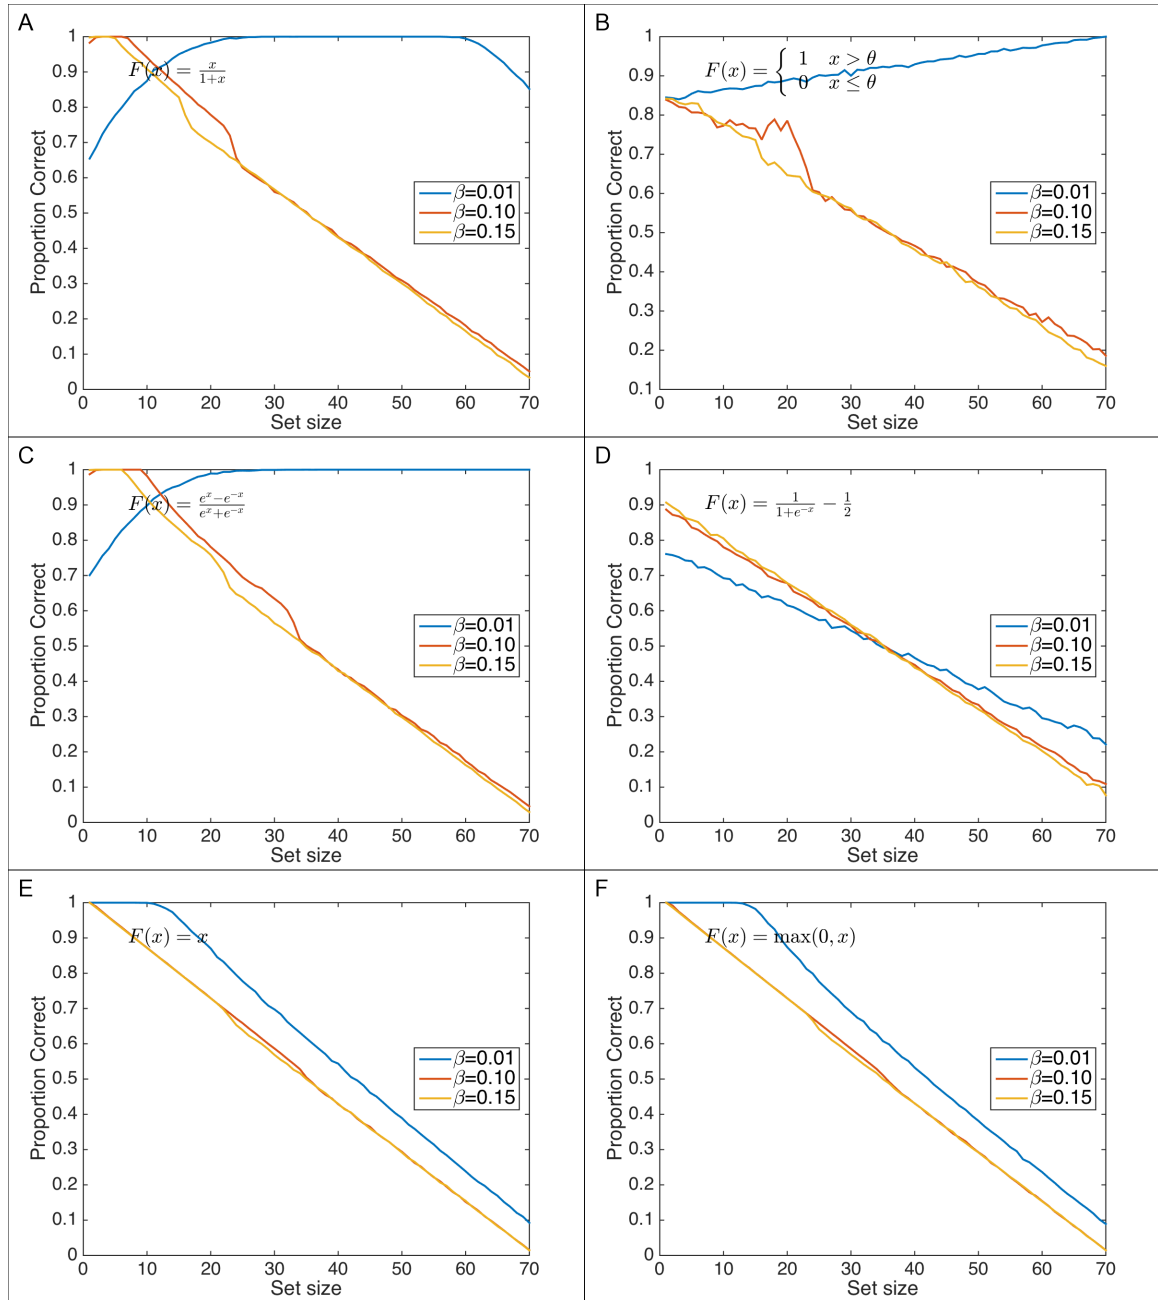 A
1
0.9
0.8
0.7
0.6
0.5
0.4
0.3
0.2
0.1
0
Proportion Correct
F(x) = x/(1+x)
β=0.01
β=0.10
β=0.15
0 10 20 30 40 50 60 70
Set size
B
1
0.9
0.8
0.7
0.6
0.5
0.4
0.3
0.2
0.1
Proportion Correct
F(x) = { 1 x > θ
0 x ≤ θ
β=0.01
β=0.10
β=0.15
0 10 20 30 40 50 60 70
Set size
C
1
0.9
0.8
0.7
0.6
0.5
0.4
0.3
0.2
0.1
0
Proportion Correct
F(x) = (e^x − e^−x)/(e^x + e^−x)
β=0.01
β=0.10
β=0.15
0 10 20 30 40 50 60 70
Set size
D
1
0.9
0.8
0.7
0.6
0.5
0.4
0.3
0.2
0.1
0
Proportion Correct
F(x) = 1/(1+e^−x) − 1/2
β=0.01
β=0.10
β=0.15
0 10 20 30 40 50 60 70
Set size
E
1
0.9
0.8
0.7
0.6
0.5
0.4
0.3
0.2
0.1
0
Proportion Correct
F(x) = x
β=0.01
β=0.10
β=0.15
0 10 20 30 40 50 60 70
Set size
F
1
0.9
0.8
0.7
0.6
0.5
0.4
0.3
0.2
0.1
0
Proportion Correct
F(x) = max(0, x)
β=0.01
β=0.10
β=0.15
0 10 20 30 40 50 60 70
Set size